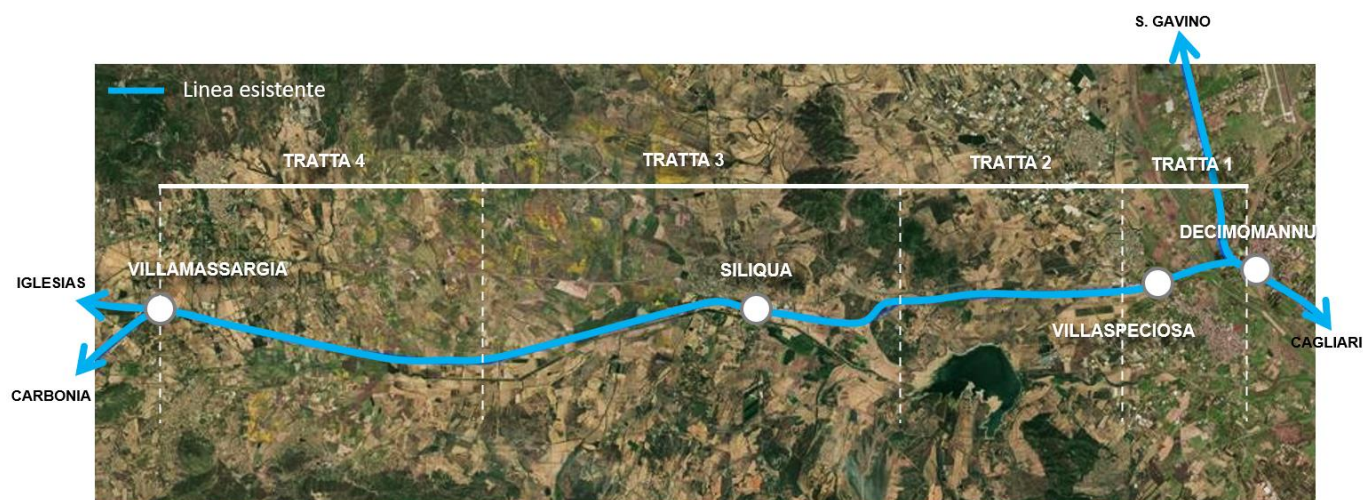 S. GAVINO
Linea esistente
TRATTA 4
TRATTA 3
TRATTA 2
TRATTA 1
DECIMOMANNU
VILLAMASSARGIA
SILIQUA
IGLESIAS
VILLASPECIOSA
CAGLIARI
CARBONIA